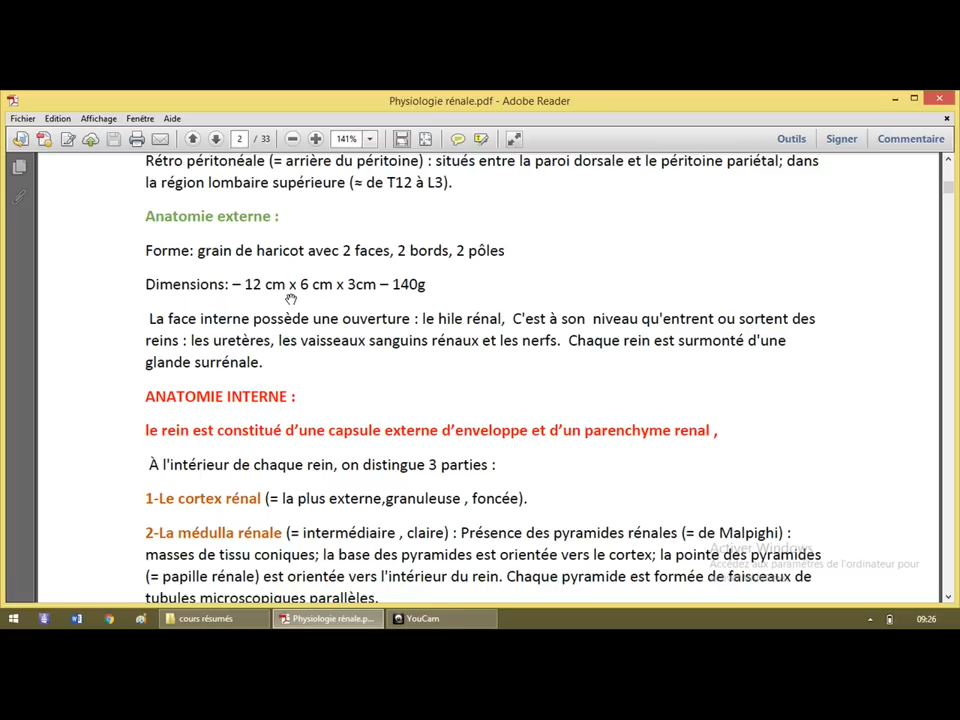 Physiologie rénale.pdf - Adobe Reader
Fichier Edition Affichage Fenêtre Aide
2 / 33 141% Outils Signer Commentaire
Rétro péritonéale (= arrière du péritoine) : situés entre la paroi dorsale et le péritoine pariétal; dans
la région lombaire supérieure (≈ de T12 à L3).
Anatomie externe :
Forme: grain de haricot avec 2 faces, 2 bords, 2 pôles
Dimensions: – 12 cm x 6 cm x 3cm – 140g
La face interne possède une ouverture : le hile rénal, C'est à son niveau qu'entrent ou sortent des
reins : les uretères, les vaisseaux sanguins rénaux et les nerfs. Chaque rein est surmonté d'une
glande surrénale.
ANATOMIE INTERNE :
le rein est constitué d’une capsule externe d’enveloppe et d’un parenchyme renal ,
À l'intérieur de chaque rein, on distingue 3 parties :
1-Le cortex rénal (= la plus externe,granuleuse , foncée).
2-La médulla rénale (= intermédiaire , claire) : Présence des pyramides rénales (= de Malpighi) :
masses de tissu coniques; la base des pyramides est orientée vers le cortex; la pointe des pyramides
(= papille rénale) est orientée vers l'intérieur du rein. Chaque pyramide est formée de faisceaux de
tubules microscopiques parallèles.
Activer Windows
Accédez aux paramètres de l'ordinateur pour
cours résumés Physiologie rénale.p... YouCam 09:26